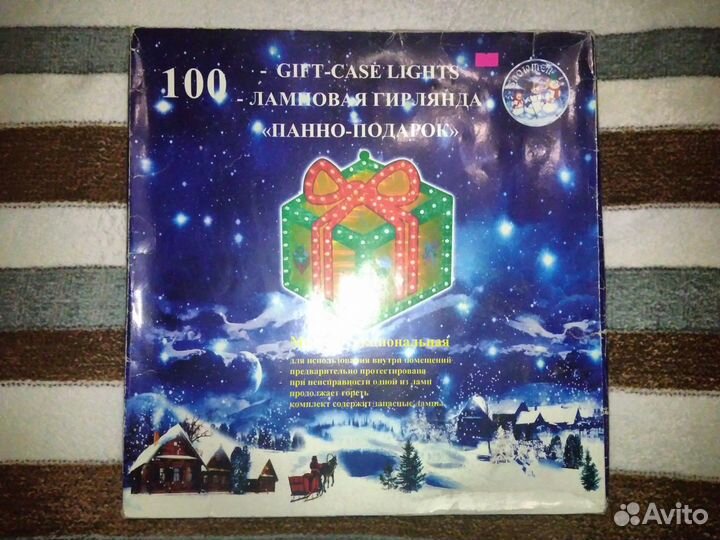 100
- GIFT-CASE LIGHTS
- ЛАМПОВАЯ ГИРЛЯНДА
«ПАННО-ПОДАРОК»
для использования внутри помещений
предварительно протестирована
при неисправности одной из ламп
продолжает гореть
комплект содержит запасные лампы
Avito